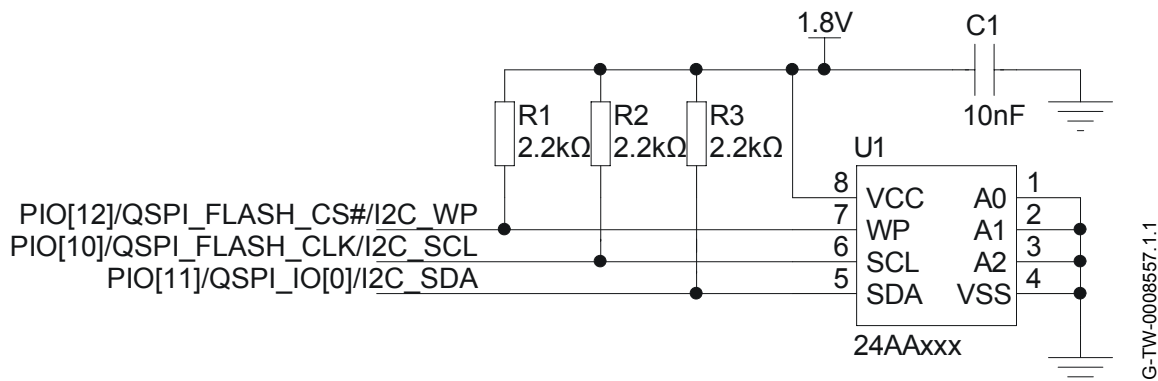 1.8V
C1
10nF
R1
2.2kΩ
R2
2.2kΩ
R3
2.2kΩ
U1
PIO[12]/QSPI_FLASH_CS#/I2C_WP
PIO[10]/QSPI_FLASH_CLK/I2C_SCL
PIO[11]/QSPI_IO[0]/I2C_SDA
8 VCC A0 1
7 WP A1 2
6 SCL A2 3
5 SDA VSS 4
24AAxxx
G-TW-0008557.1.1